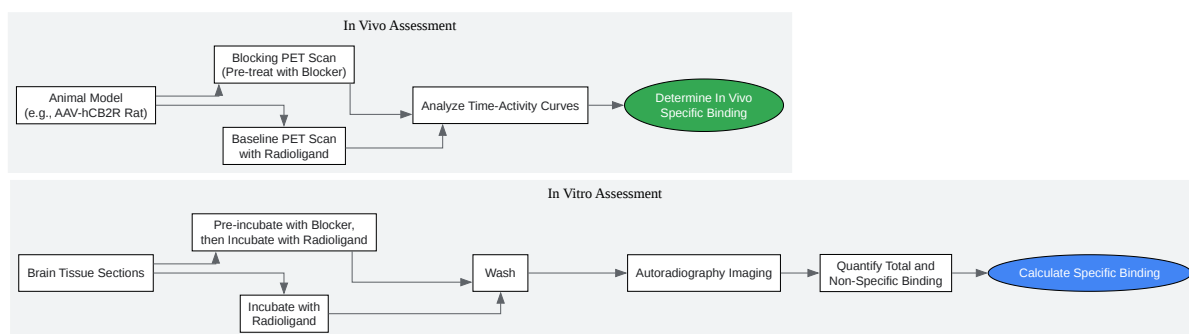 In Vivo Assessment
Blocking PET Scan
(Pre-treat with Blocker)
Animal Model
(e.g., AAV-hCB2R Rat)
Baseline PET Scan
with Radioligand
Analyze Time-Activity Curves
Determine In Vivo
Specific Binding
In Vitro Assessment
Pre-incubate with Blocker,
then Incubate with Radioligand
Brain Tissue Sections
Incubate with
Radioligand
Wash
Autoradiography Imaging
Quantify Total and
Non-Specific Binding
Calculate Specific Binding